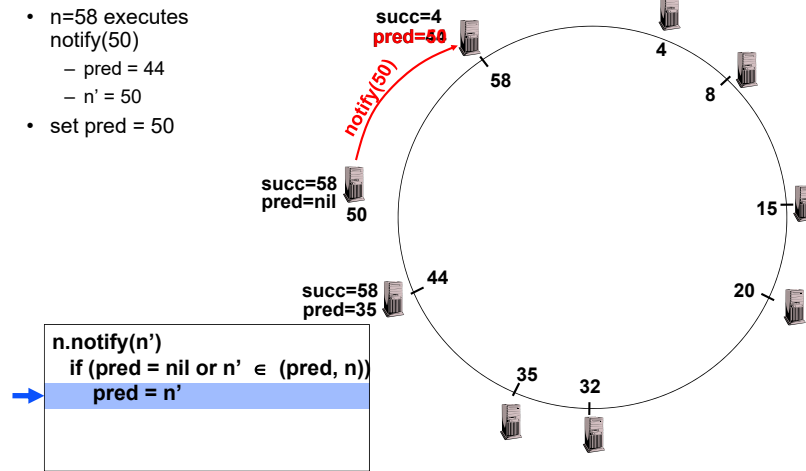 • n=58 executes
notify(50)
– pred = 44
– n' = 50
• set pred = 50
succ=4
pred=50
notify(50)
58
4
8
15
20
32
35
44
succ=58
pred=nil
50
succ=58
pred=35
n.notify(n')
if (pred = nil or n' ∈ (pred, n))
pred = n'